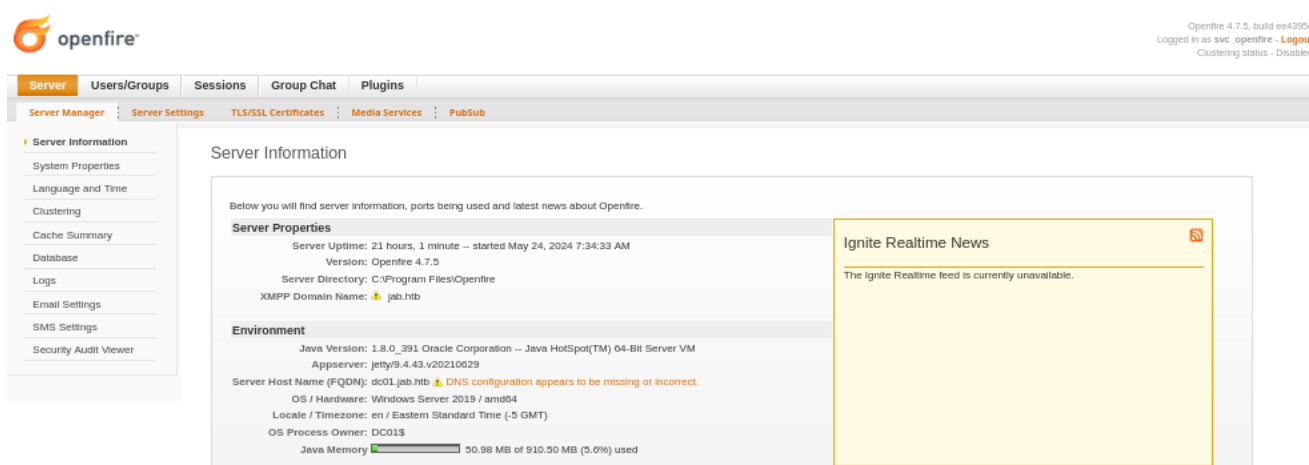 openfire
Openfire 4.7.5, build ee4395
Logged in as svc_openfire - Logou
Clustering status - Disable
Server Users/Groups Sessions Group Chat Plugins
Server Manager Server Settings TLS/SSL Certificates Media Services PubSub
Server Information
System Properties
Language and Time
Clustering
Cache Summary
Database
Logs
Email Settings
SMS Settings
Security Audit Viewer
Server Information
Below you will find server information, ports being used and latest news about Openfire.
Server Properties
Server Uptime: 21 hours, 1 minute -- started May 24, 2024 7:34:33 AM
Version: Openfire 4.7.5
Server Directory: C:\Program Files\Openfire
XMPP Domain Name: jab.htb
Environment
Java Version: 1.8.0_391 Oracle Corporation -- Java HotSpot(TM) 64-Bit Server VM
Appserver: jetty/9.4.43.v20210629
Server Host Name (FQDN): dc01.jab.htb DNS configuration appears to be missing or incorrect.
OS / Hardware: Windows Server 2019 / amd64
Locale / Timezone: en / Eastern Standard Time (-5 GMT)
OS Process Owner: DC01$
Java Memory 50.98 MB of 910.50 MB (5.6%) used
Ignite Realtime News
The Ignite Realtime feed is currently unavailable.